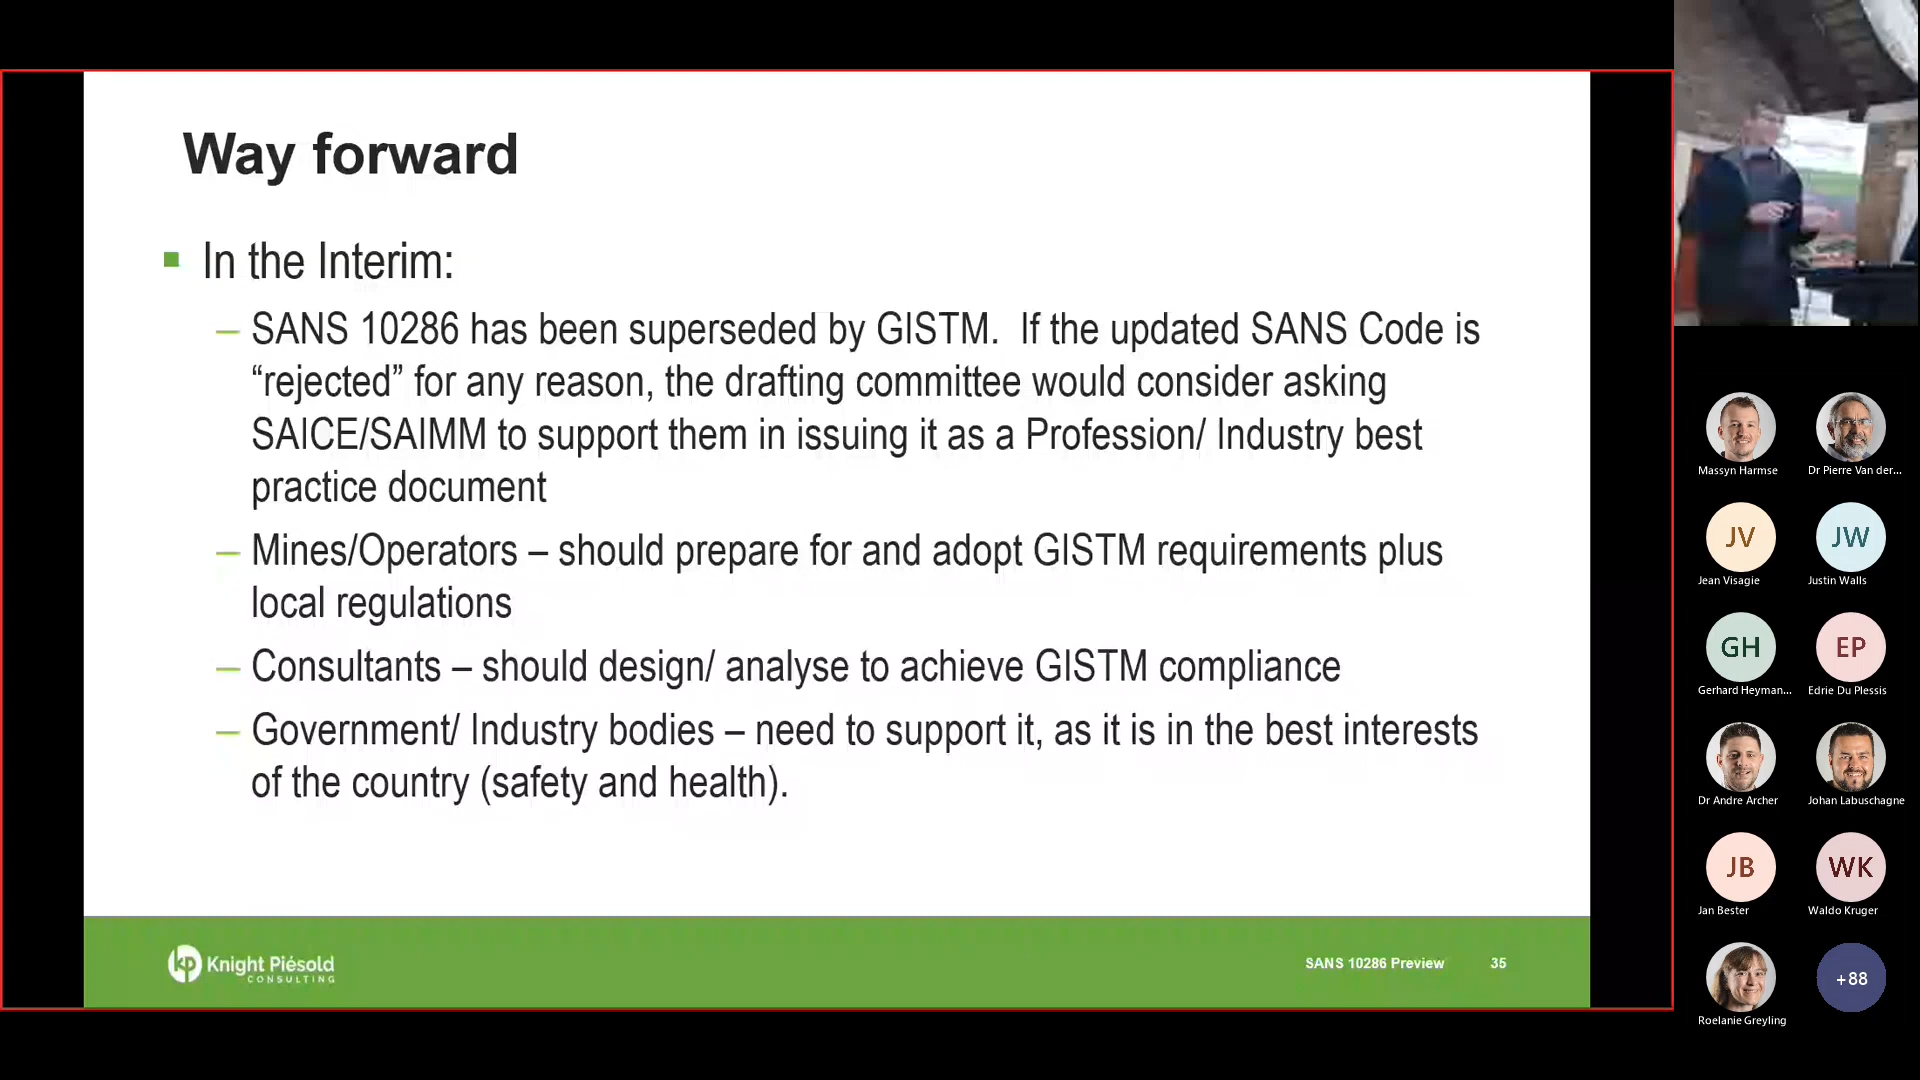 Way forward
In the Interim:
– SANS 10286 has been superseded by GISTM. If the updated SANS Code is
“rejected” for any reason, the drafting committee would consider asking
SAICE/SAIMM to support them in issuing it as a Profession/ Industry best
practice document
– Mines/Operators – should prepare for and adopt GISTM requirements plus
local regulations
– Consultants – should design/ analyse to achieve GISTM compliance
– Government/ Industry bodies – need to support it, as it is in the best interests
of the country (safety and health).
kp Knight Piésold
CONSULTING
SANS 10286 Preview 35
Massyn Harmse
Dr Pierre Van der...
JV
JW
Jean Visagie
Justin Walls
GH
EP
Gerhard Heyman...
Edrie Du Plessis
Dr Andre Archer
Johan Labuschagne
JB
WK
Jan Bester
Waldo Kruger
+88
Roelanie Greyling